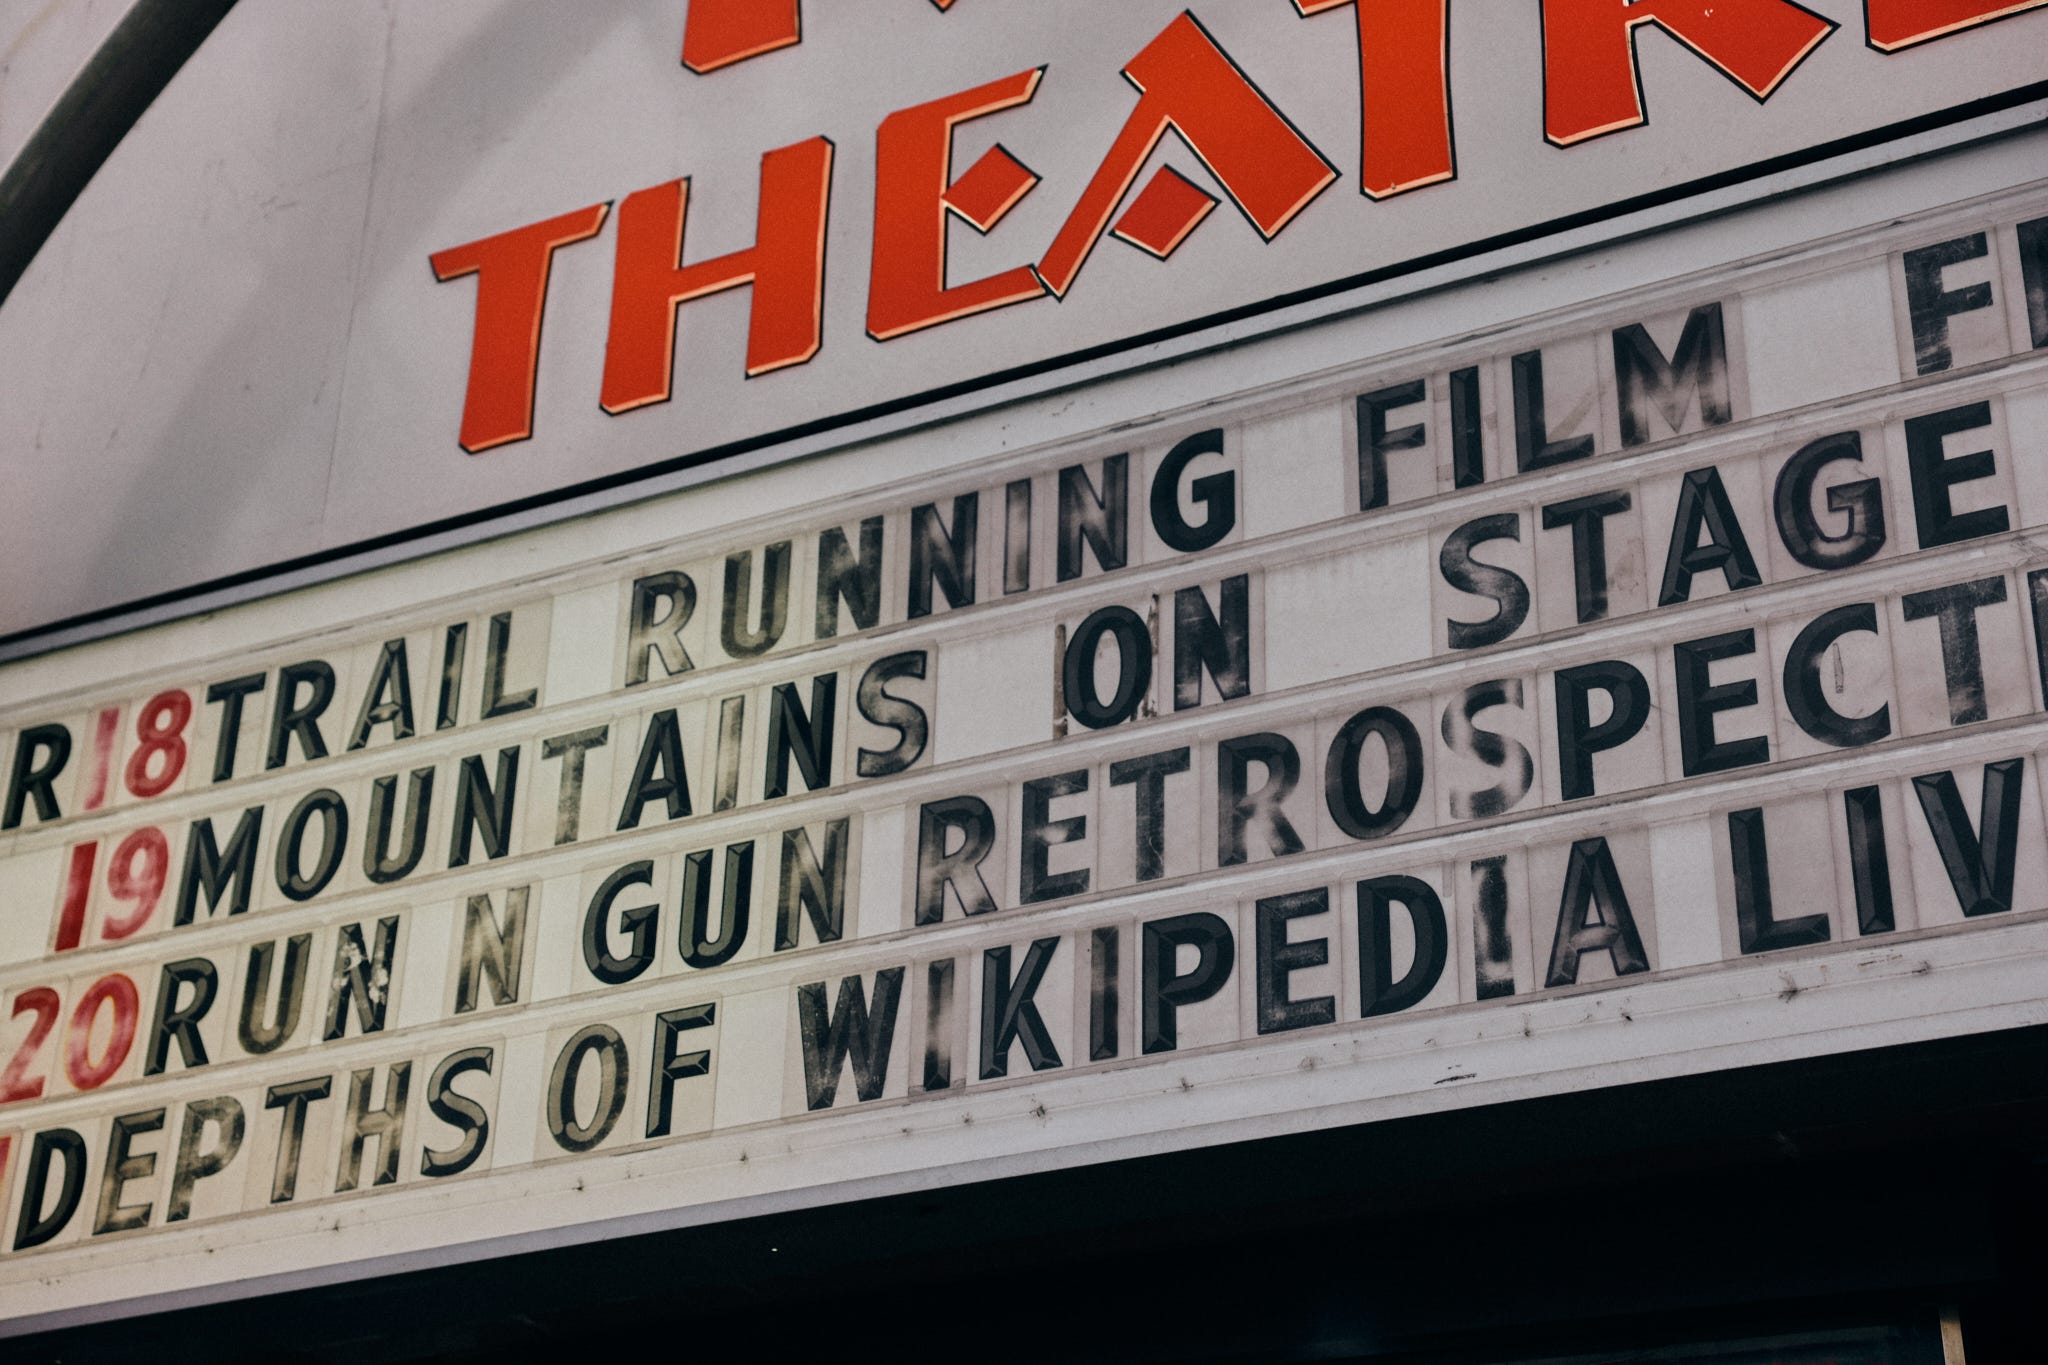 THEATRE
R 18 TRAIL RUNNING FILM F
19 MOUNTAINS ON STAGE
20 RUN N GUN RETROSPECT
DEPTHS OF WIKIPEDIA LIV